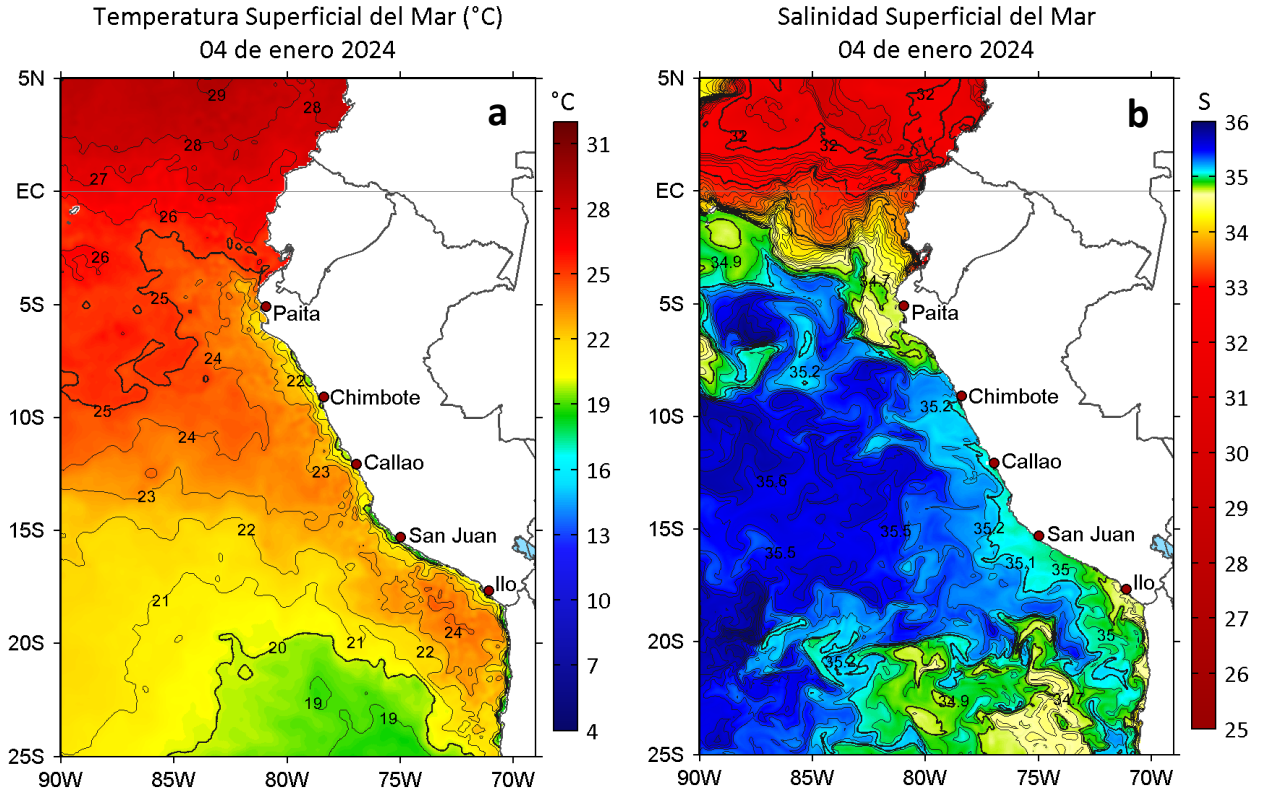 Temperatura Superficial del Mar (°C)
04 de enero 2024
a
°C
5N
EC
5S
10S
15S
20S
25S
90W
85W
80W
75W
70W
31
28
25
22
19
16
13
10
7
4
29
28
28
27
26
26
25
25
24
24
23
23
22
22
22
21
21
20
19
19
24
Paita
Chimbote
Callao
San Juan
Ilo
Salinidad Superficial del Mar
04 de enero 2024
b
S
5N
EC
5S
10S
15S
20S
25S
90W
85W
80W
75W
70W
36
35
34
33
32
31
30
29
28
27
26
25
32
32
32
34.9
34.7
35.2
35.2
35.6
35.5
35.5
35.2
35.1
35
35
35.2
34.9
34.7
Paita
Chimbote
Callao
San Juan
Ilo